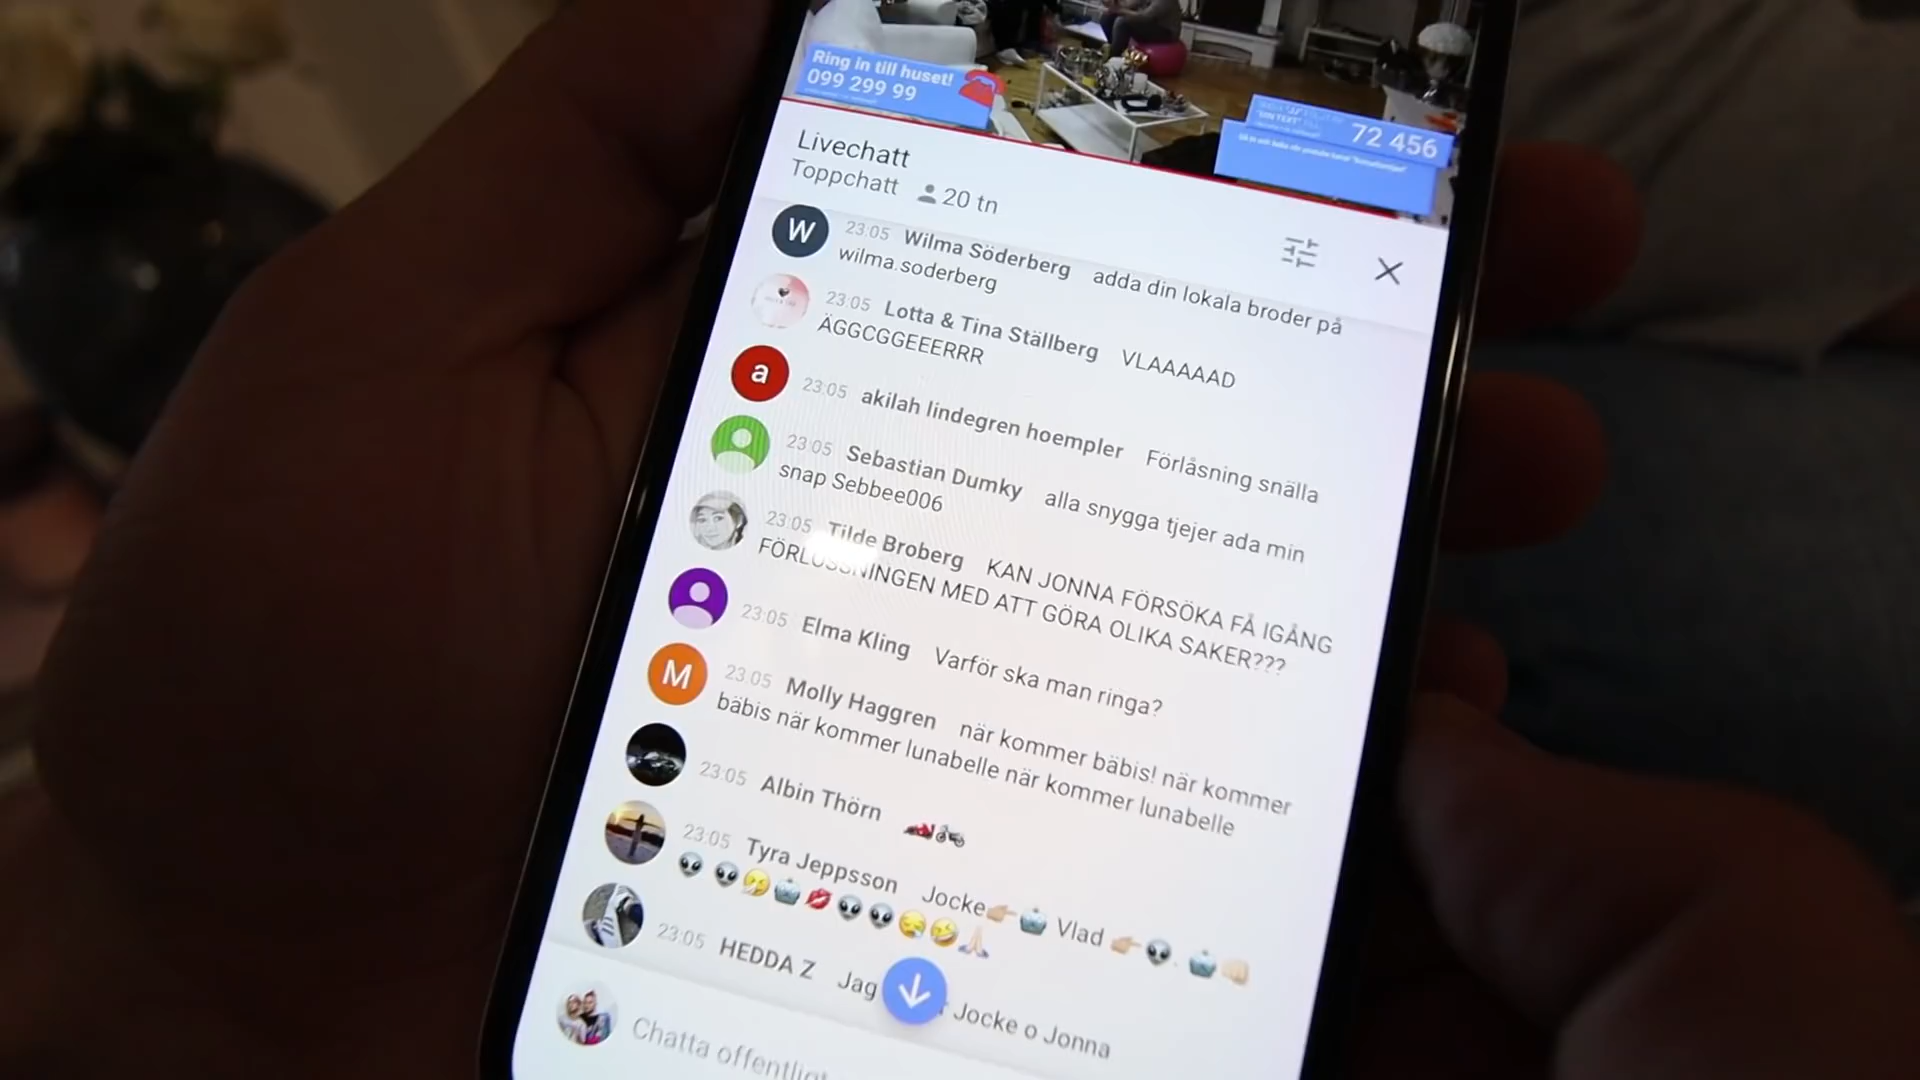 Ring in till huset!
099 299 99
72 456
"DIN TEXT"
Livechatt
Toppchatt 20 tn
W 23:05 Wilma Söderberg adda din lokala broder på
wilma.soderberg
23:05 Lotta & Tina Ställberg VLAAAAAD
ÄGGCGGEEERRR
a 23:05 akilah lindegren hoempler Förlåsning snälla
23:05 Sebastian Dumky alla snygga tjejer ada min
snap Sebbee006
23:05 Tilde Broberg KAN JONNA FÖRSÖKA FÅ IGÅNG
FÖRLOSSNINGEN MED ATT GÖRA OLIKA SAKER???
23:05 Elma Kling Varför ska man ringa?
M 23:05 Molly Haggren när kommer bäbis! när kommer
bäbis när kommer lunabelle när kommer lunabelle
23:05 Albin Thörn
23:05 Tyra Jeppsson Jocke👉🏼🧁 Vlad 👉🏼👽. 🧁👊🏻
👽 👽🤧🧁💋👽👽😪🤣🙏🏻
23:05 HEDDA Z Jag Jocke o Jonna
Chatta offentligt